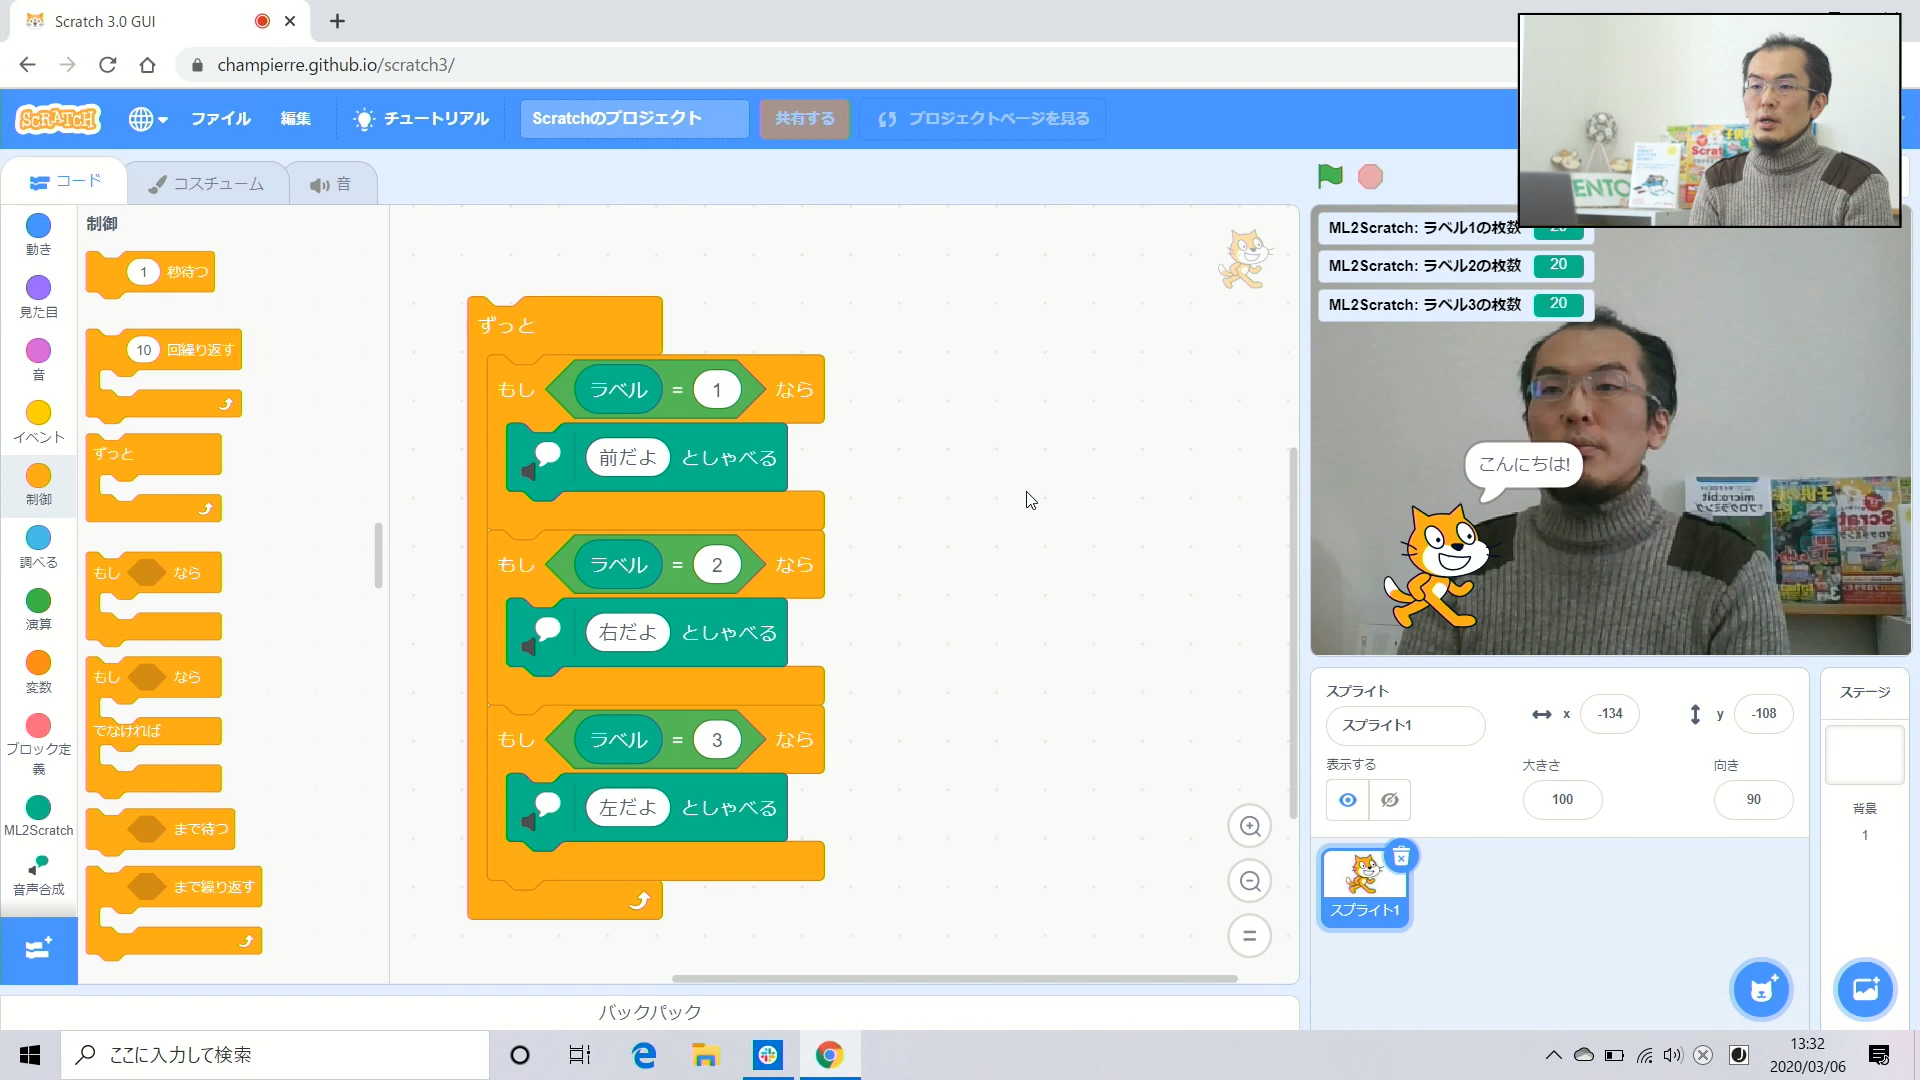 Scratch 3.0 GUI
champierre.github.io/scratch3/
SCRATCH
ファイル
編集
チュートリアル
Scratchのプロジェクト
共有する
プロジェクトページを見る
コード
コスチューム
音
動き
見た目
音
イベント
制御
調べる
演算
変数
ブロック定
義
ML2Scratch
音声合成
制御
1 秒待つ
10 回繰り返す
ずっと
もし なら
もし なら
でなければ
まで待つ
まで繰り返す
ずっと
もし ラベル = 1 なら
前だよ としゃべる
もし ラベル = 2 なら
右だよ としゃべる
もし ラベル = 3 なら
左だよ としゃべる
ML2Scratch: ラベル1の枚数 20
ML2Scratch: ラベル2の枚数 20
ML2Scratch: ラベル3の枚数 20
こんにちは!
スプライト
スプライト1
x -134
y -108
表示する
大きさ
100
向き
90
スプライト1
ステージ
背景
1
バックパック
ここに入力して検索
13:32
2020/03/06